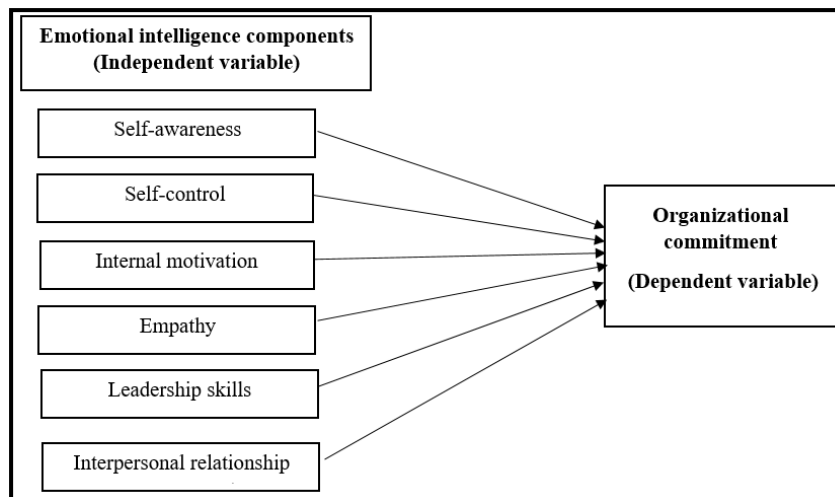 Emotional intelligence components
(Independent variable)
Self-awareness
Self-control
Internal motivation
Empathy
Leadership skills
Interpersonal relationship
Organizational
commitment
(Dependent variable)